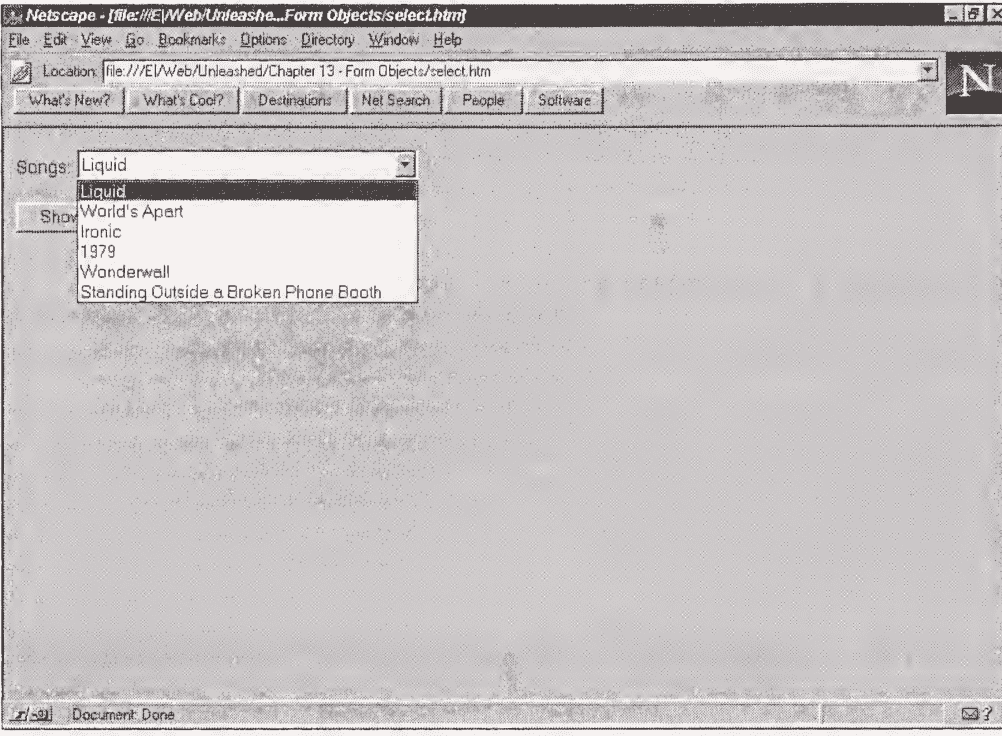 Netscape - [file:///E|/Web/Unleashe...Form Objects/select.htm]
File Edit View Go Bookmarks Options Directory Window Help
Location: file:///E|/Web/Unleashed/Chapter 13 - Form Objects/select.htm
N
What's New? What's Cool? Destinations Net Search People Software
Songs: Liquid
Liquid
Show
World's Apart
Ironic
1979
Wonderwall
Standing Outside a Broken Phone Booth
Document: Done
?